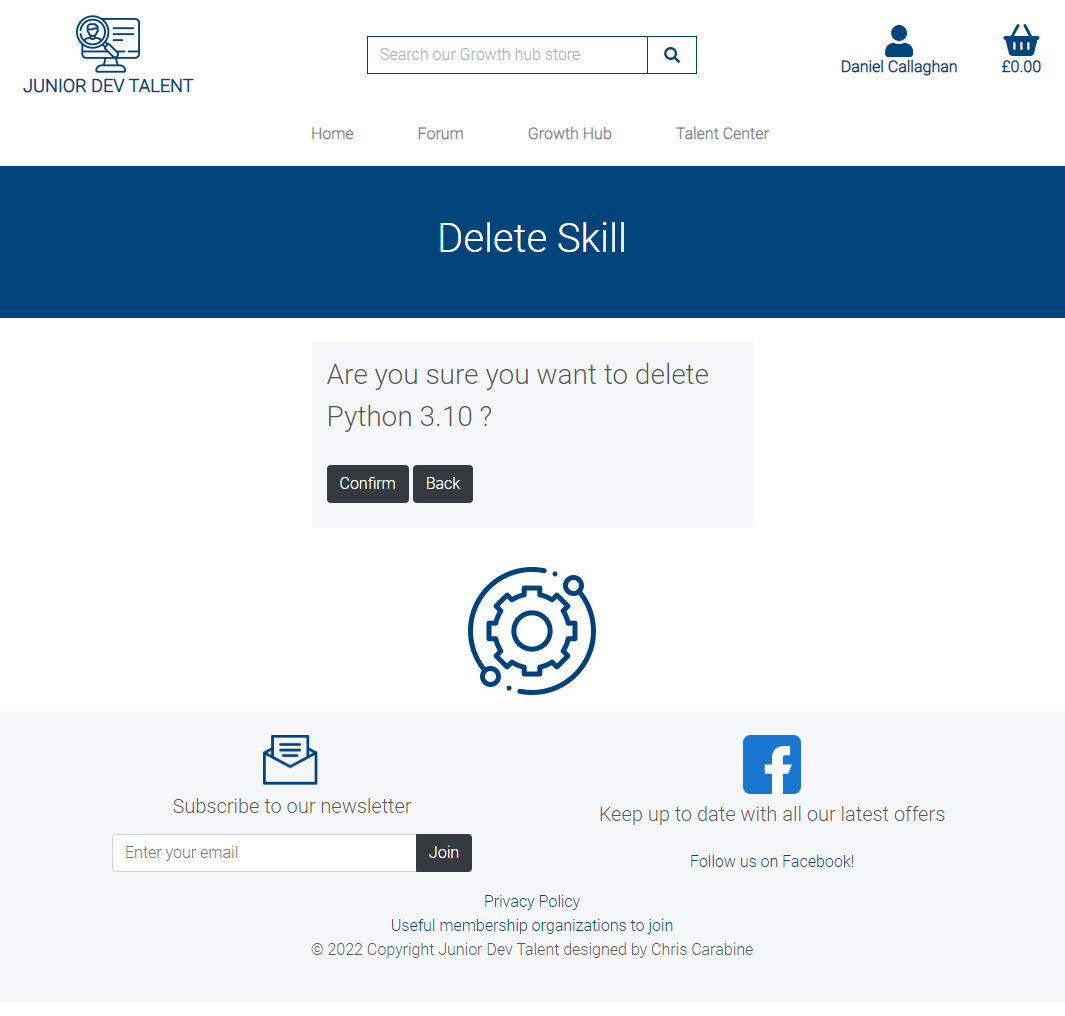 JUNIOR DEV TALENT
Search our Growth hub store
Daniel Callaghan
£0.00
Home Forum Growth Hub Talent Center
Delete Skill
Are you sure you want to delete
Python 3.10 ?
Confirm Back
Subscribe to our newsletter
Enter your email Join
Keep up to date with all our latest offers
Follow us on Facebook!
Privacy Policy
Useful membership organizations to join
© 2022 Copyright Junior Dev Talent designed by Chris Carabine